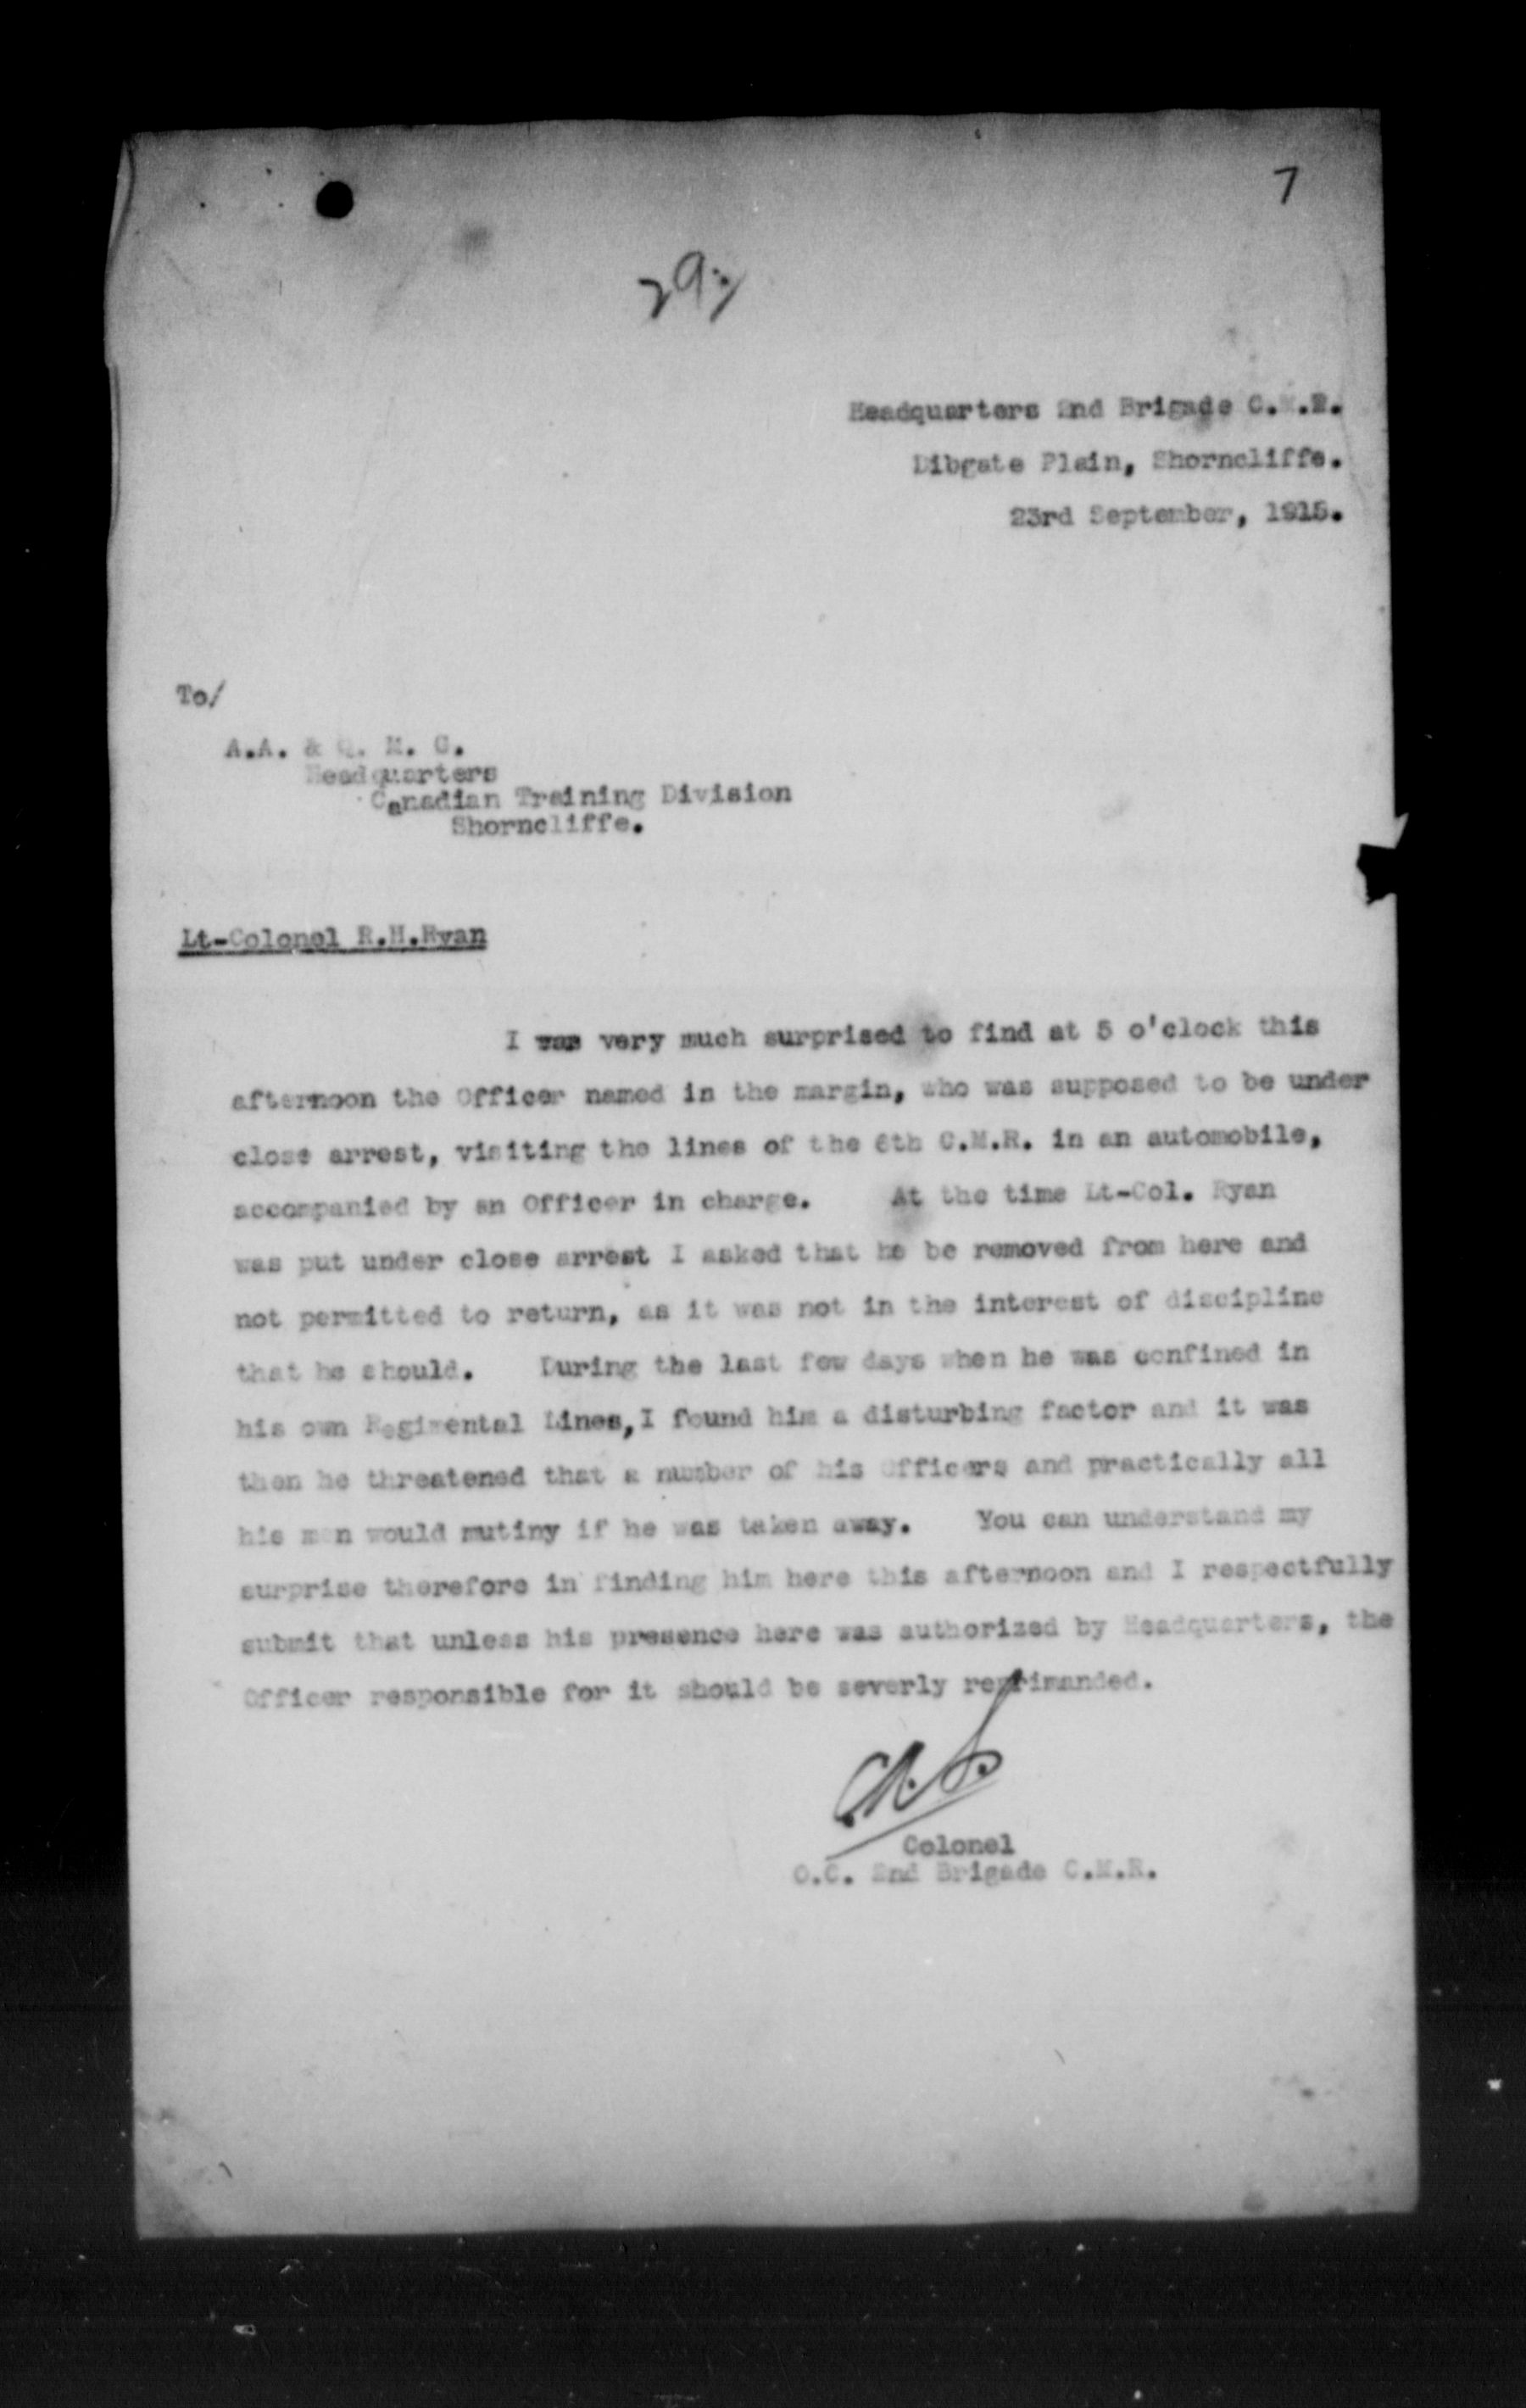 7
29
Headquarters 2nd Brigade C.M.R.
Dibgate Plain, Shorncliffe.
23rd September, 1915.
To/
A.A. & Q. M. G.
Headquarters
Canadian Training Division
Shorncliffe.
Lt-Colonel R.H.Ryan
I was very much surprised to find at 5 o'clock this
afternoon the Officer named in the margin, who was supposed to be under
close arrest, visiting the lines of the 6th C.M.R. in an automobile,
accompanied by an Officer in charge. At the time Lt-Col. Ryan
was put under close arrest I asked that he be removed from here and
not permitted to return, as it was not in the interest of discipline
that he should. During the last few days when he was confined in
his own Regimental Lines, I found him a disturbing factor and it was
then he threatened that a number of his Officers and practically all
his men would mutiny if he was taken away. You can understand my
surprise therefore in finding him here this afternoon and I respectfully
submit that unless his presence here was authorized by Headquarters, the
Officer responsible for it should be severly reprimanded.
Colonel
O.C. 2nd Brigade C.M.R.